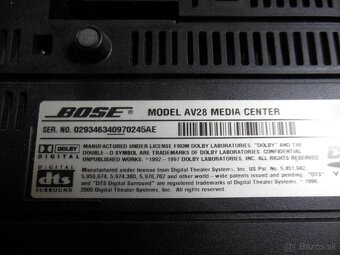 BOSE MODEL AV28 MEDIA CENTER
SER. NO. 029346340970245AE
DOLBY
DIGITAL
MANUFACTURED UNDER LICENSE FROM DOLBY LABORATORIES. "DOLBY" AND THE
DOUBLE-D SYMBOL ARE TRADEMARKS OF DOLBY LABORATORIES. CONFIDENTIAL
UNPUBLISHED WORKS ©1992-1997 DOLBY LABORATORIES, INC. ALL RIGHTS RESERVED.
dts
DIGITAL
SURROUND
Manufactured under license from Digital Theater Systems, Inc. US Pat. No. 5,451,942,
5,956,674, 5,974,380, 5,978,762 and other world-wide patents issued and pending. "DTS"
and "DTS Digital Surround" are registered trademarks of Digital Theater Systems, Inc. © 1996,
2000 Digital Theater Systems, Inc. All Rights Reserved.
D
V
bazos.sk